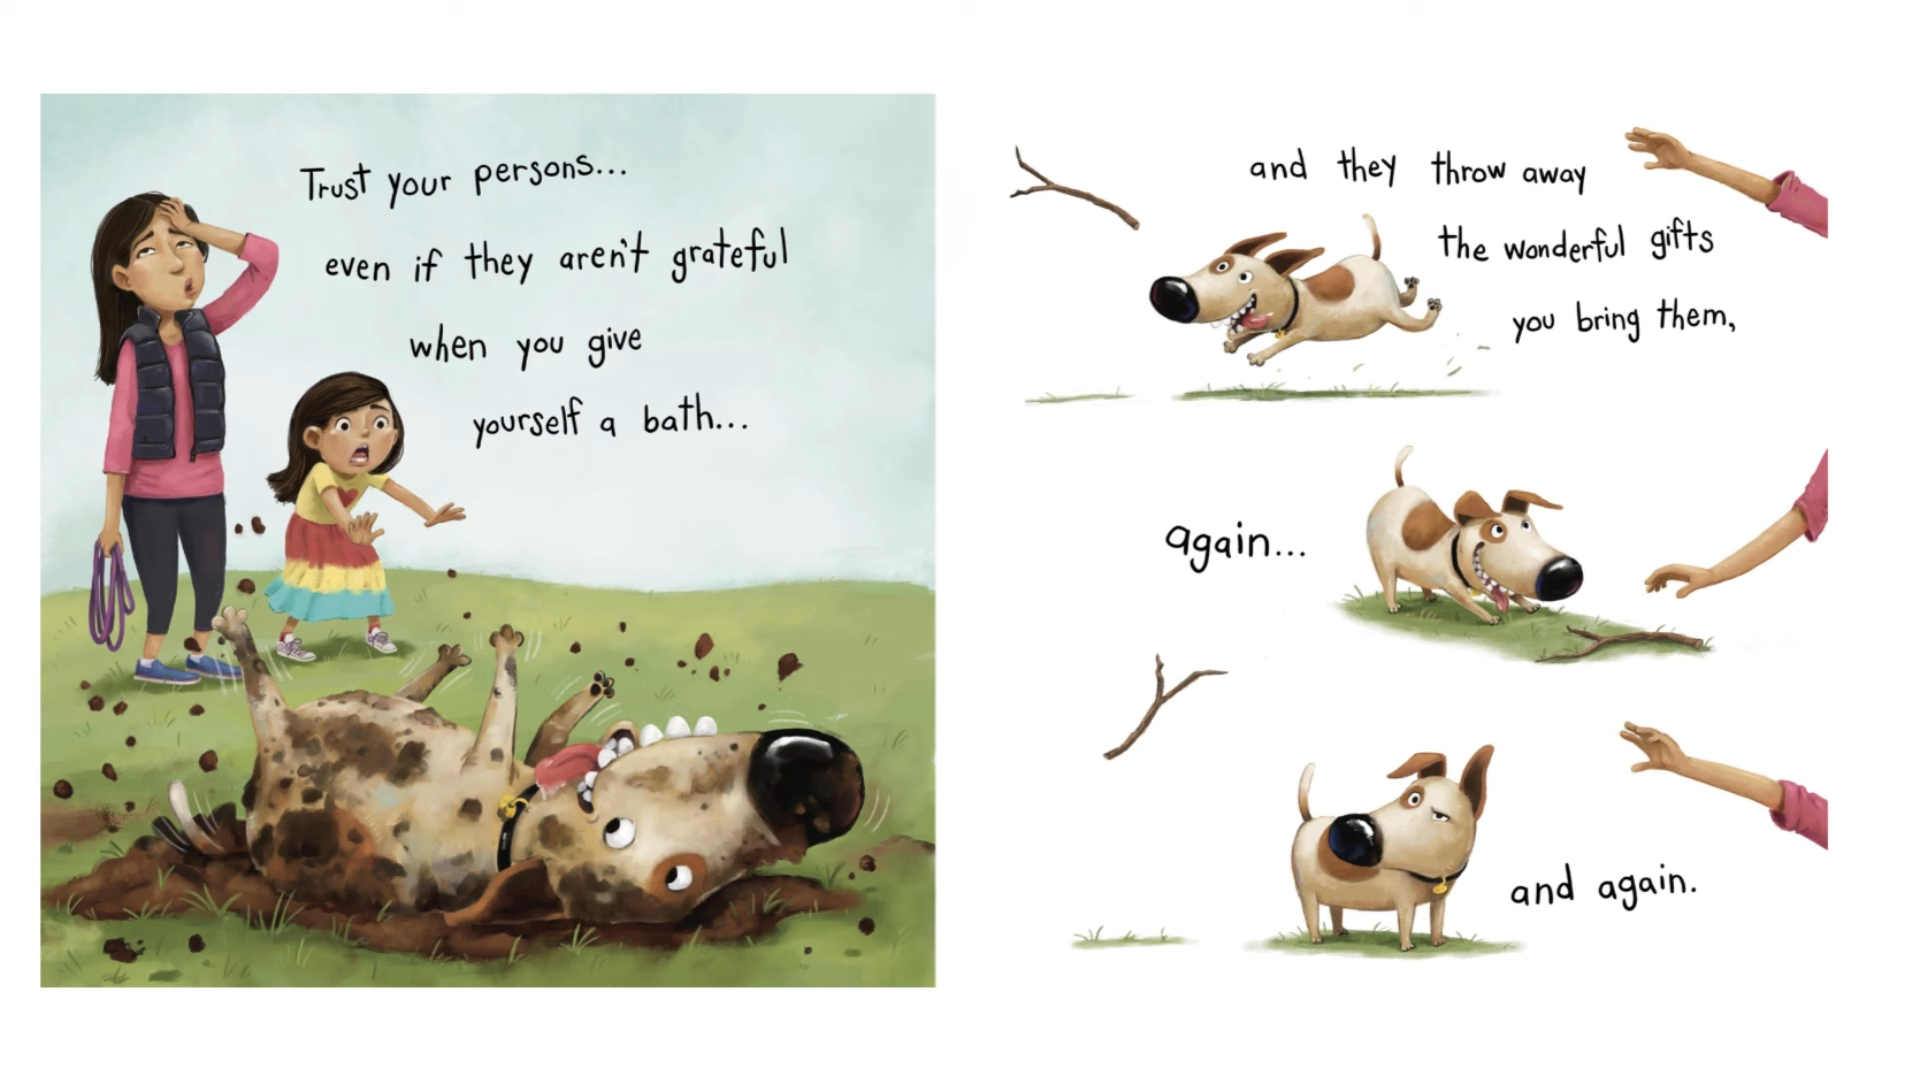 Trust your persons...
even if they aren't grateful
when you give
yourself a bath...
and they throw away
the wonderful gifts
you bring them,
again...
and again.